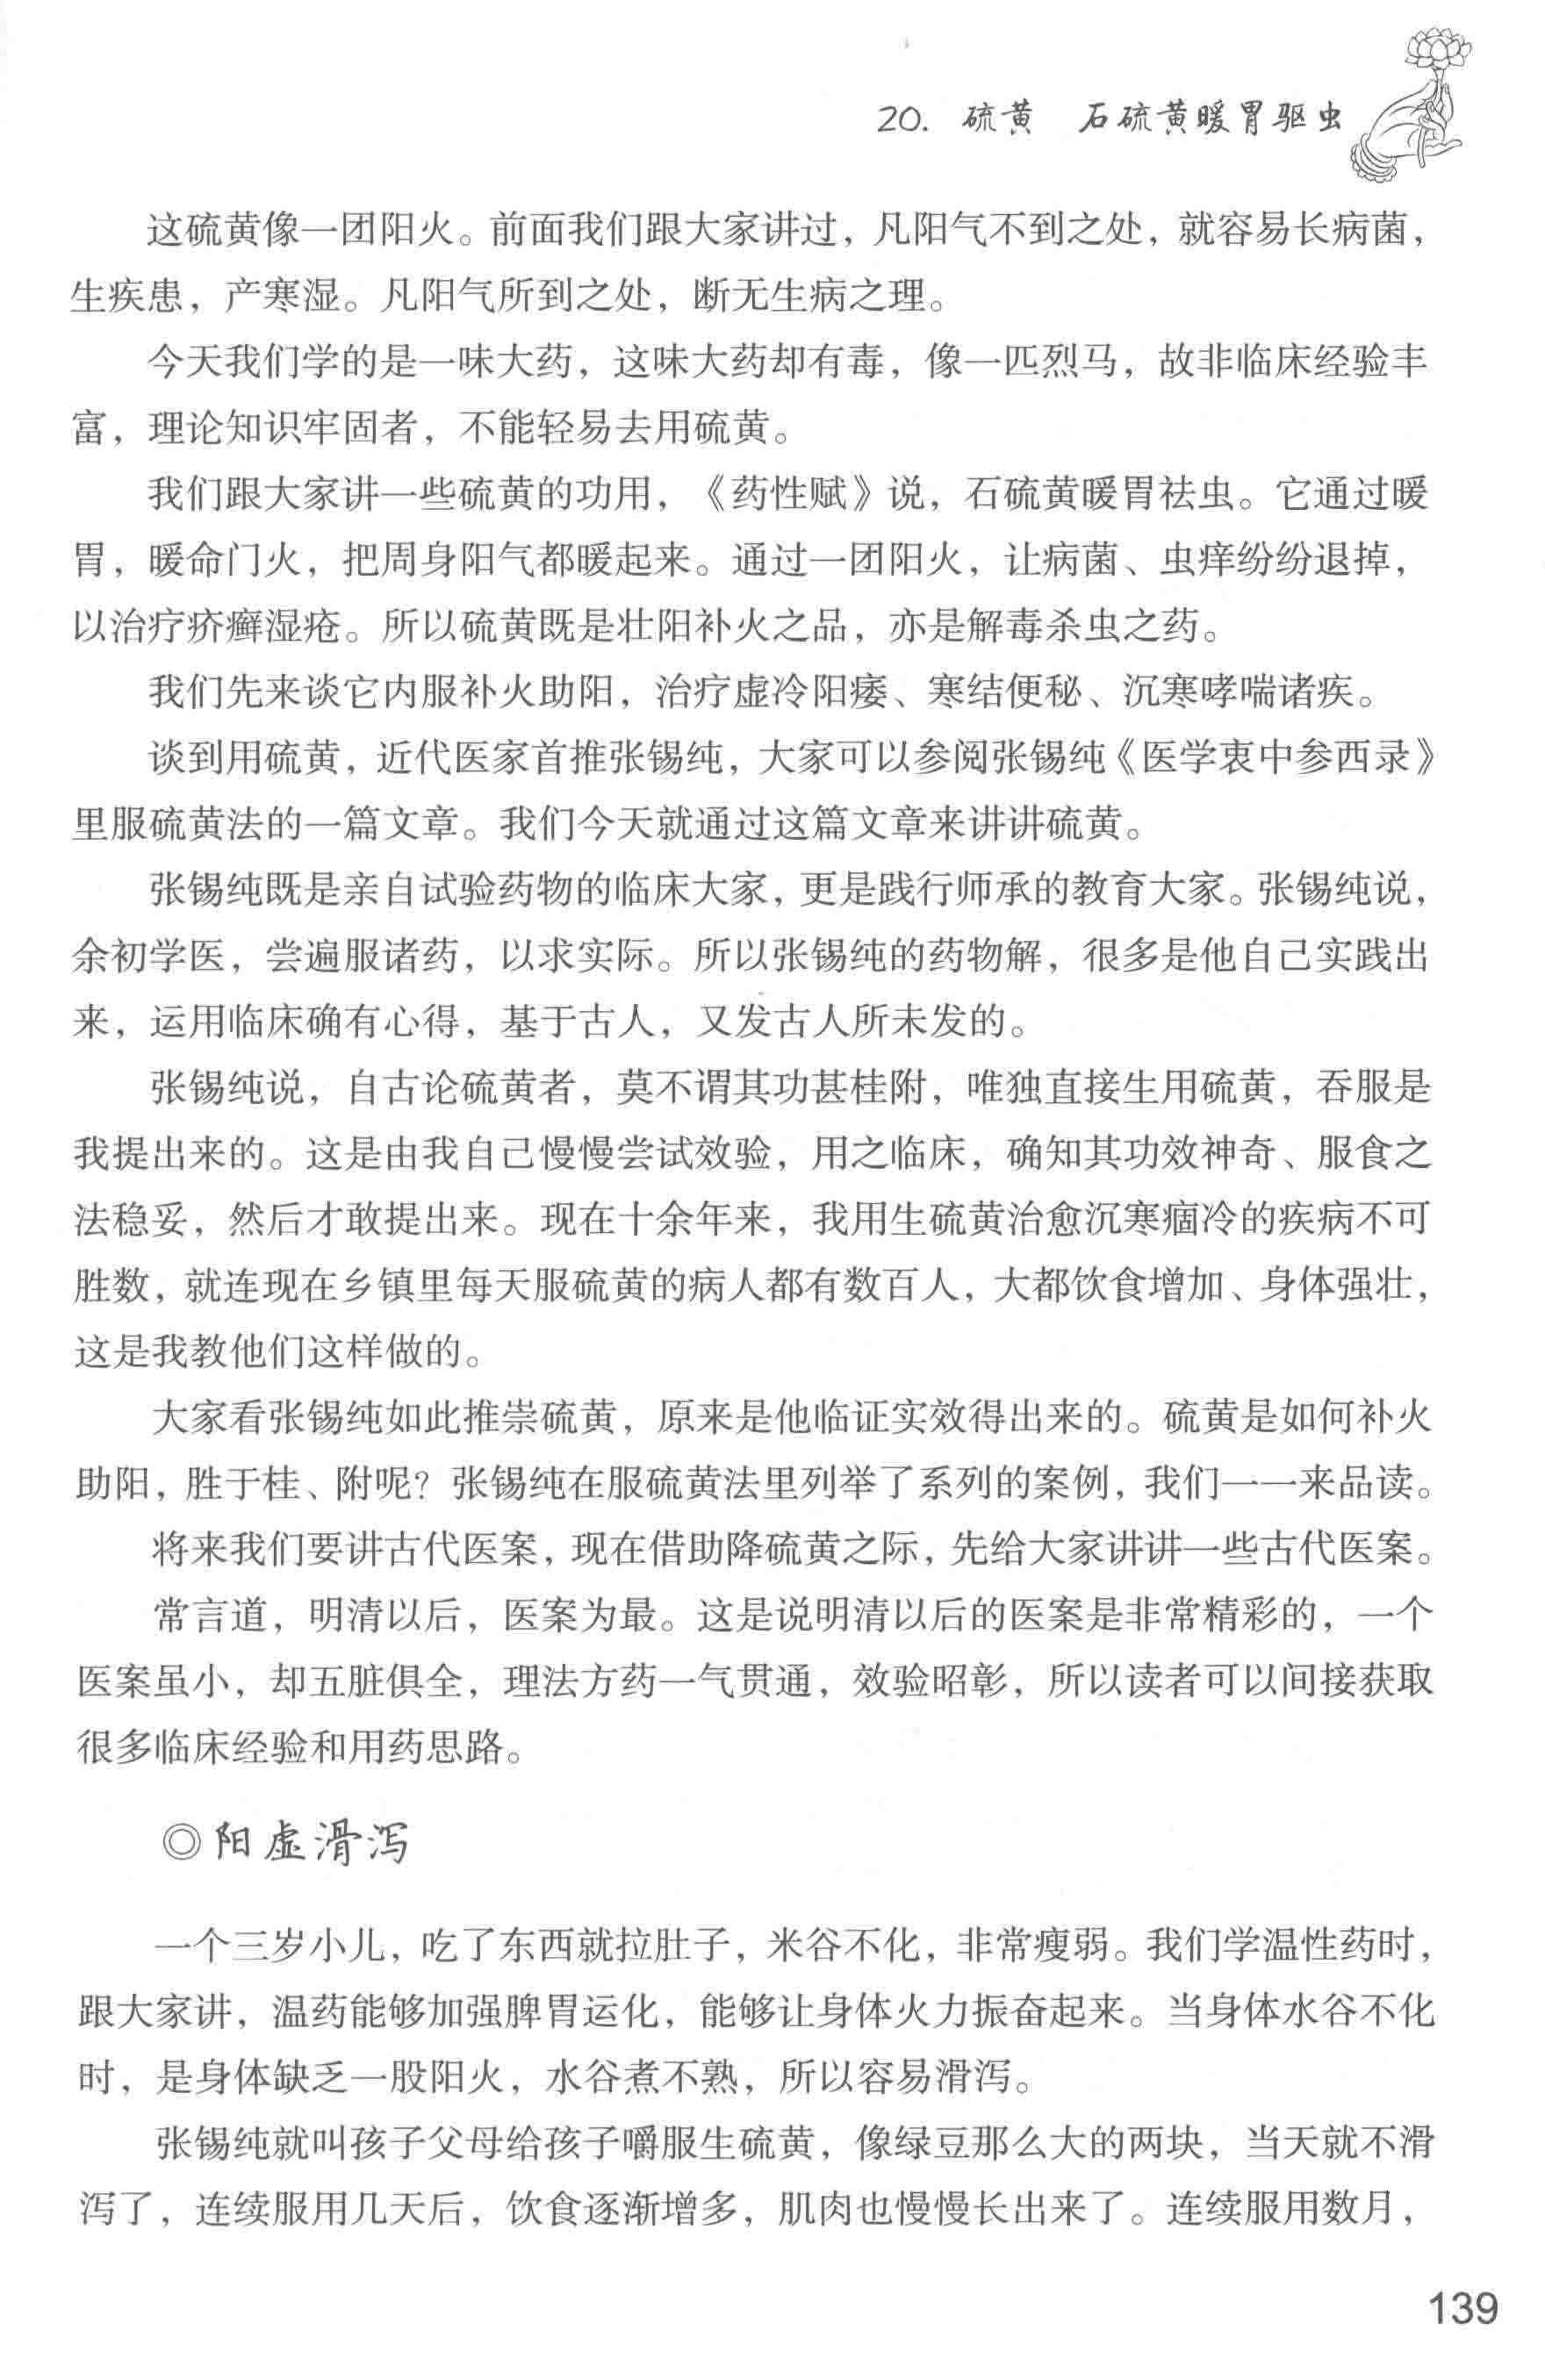 20. 硫黄 石硫黄暖胃驱虫
这硫黄像一团阳火。前面我们跟大家讲过，凡阳气不到之处，就容易长病菌，
生疾患，产寒湿。凡阳气所到之处，断无生病之理。
今天我们学的是一味大药，这味大药却有毒，像一匹烈马，故非临床经验丰
富，理论知识牢固者，不能轻易去用硫黄。
我们跟大家讲一些硫黄的功用，《药性赋》说，石硫黄暖胃祛虫。它通过暖
胃，暖命门火，把周身阳气都暖起来。通过一团阳火，让病菌、虫痒纷纷退掉，
以治疗疥癣湿疮。所以硫黄既是壮阳补火之品，亦是解毒杀虫之药。
我们先来谈它内服补火助阳，治疗虚冷阳痿、寒结便秘、沉寒哮喘诸疾。
谈到用硫黄，近代医家首推张锡纯，大家可以参阅张锡纯《医学衷中参西录》
里服硫黄法的一篇文章。我们今天就通过这篇文章来讲讲硫黄。
张锡纯既是亲自试验药物的临床大家，更是践行师承的教育大家。张锡纯说，
余初学医，尝遍服诸药，以求实际。所以张锡纯的药物解，很多是他自己实践出
来，运用临床确有心得，基于古人，又发古人所未发的。
张锡纯说，自古论硫黄者，莫不谓其功甚桂附，唯独直接生用硫黄，吞服是
我提出来的。这是由我自己慢慢尝试效验，用之临床，确知其功效神奇、服食之
法稳妥，然后才敢提出来。现在十余年来，我用生硫黄治愈沉寒痼冷的疾病不可
胜数，就连现在乡镇里每天服硫黄的病人都有数百人，大都饮食增加、身体强壮，
这是我教他们这样做的。
大家看张锡纯如此推崇硫黄，原来是他临证实效得出来的。硫黄是如何补火
助阳，胜于桂、附呢？张锡纯在服硫黄法里列举了系列的案例，我们一一来品读。
将来我们要讲古代医案，现在借助降硫黄之际，先给大家讲讲一些古代医案。
常言道，明清以后，医案为最。这是说明清以后的医案是非常精彩的，一个
医案虽小，却五脏俱全，理法方药一气贯通，效验昭彰，所以读者可以间接获取
很多临床经验和用药思路。
◎阳虚滑泻
一个三岁小儿，吃了东西就拉肚子，米谷不化，非常瘦弱。我们学温性药时，
跟大家讲，温药能够加强脾胃运化，能够让身体火力振奋起来。当身体水谷不化
时，是身体缺乏一股阳火，水谷煮不熟，所以容易滑泻。
张锡纯就叫孩子父母给孩子嚼服生硫黄，像绿豆那么大的两块，当天就不滑
泻了，连续服用几天后，饮食逐渐增多，肌肉也慢慢长出来了。连续服用数月，
139